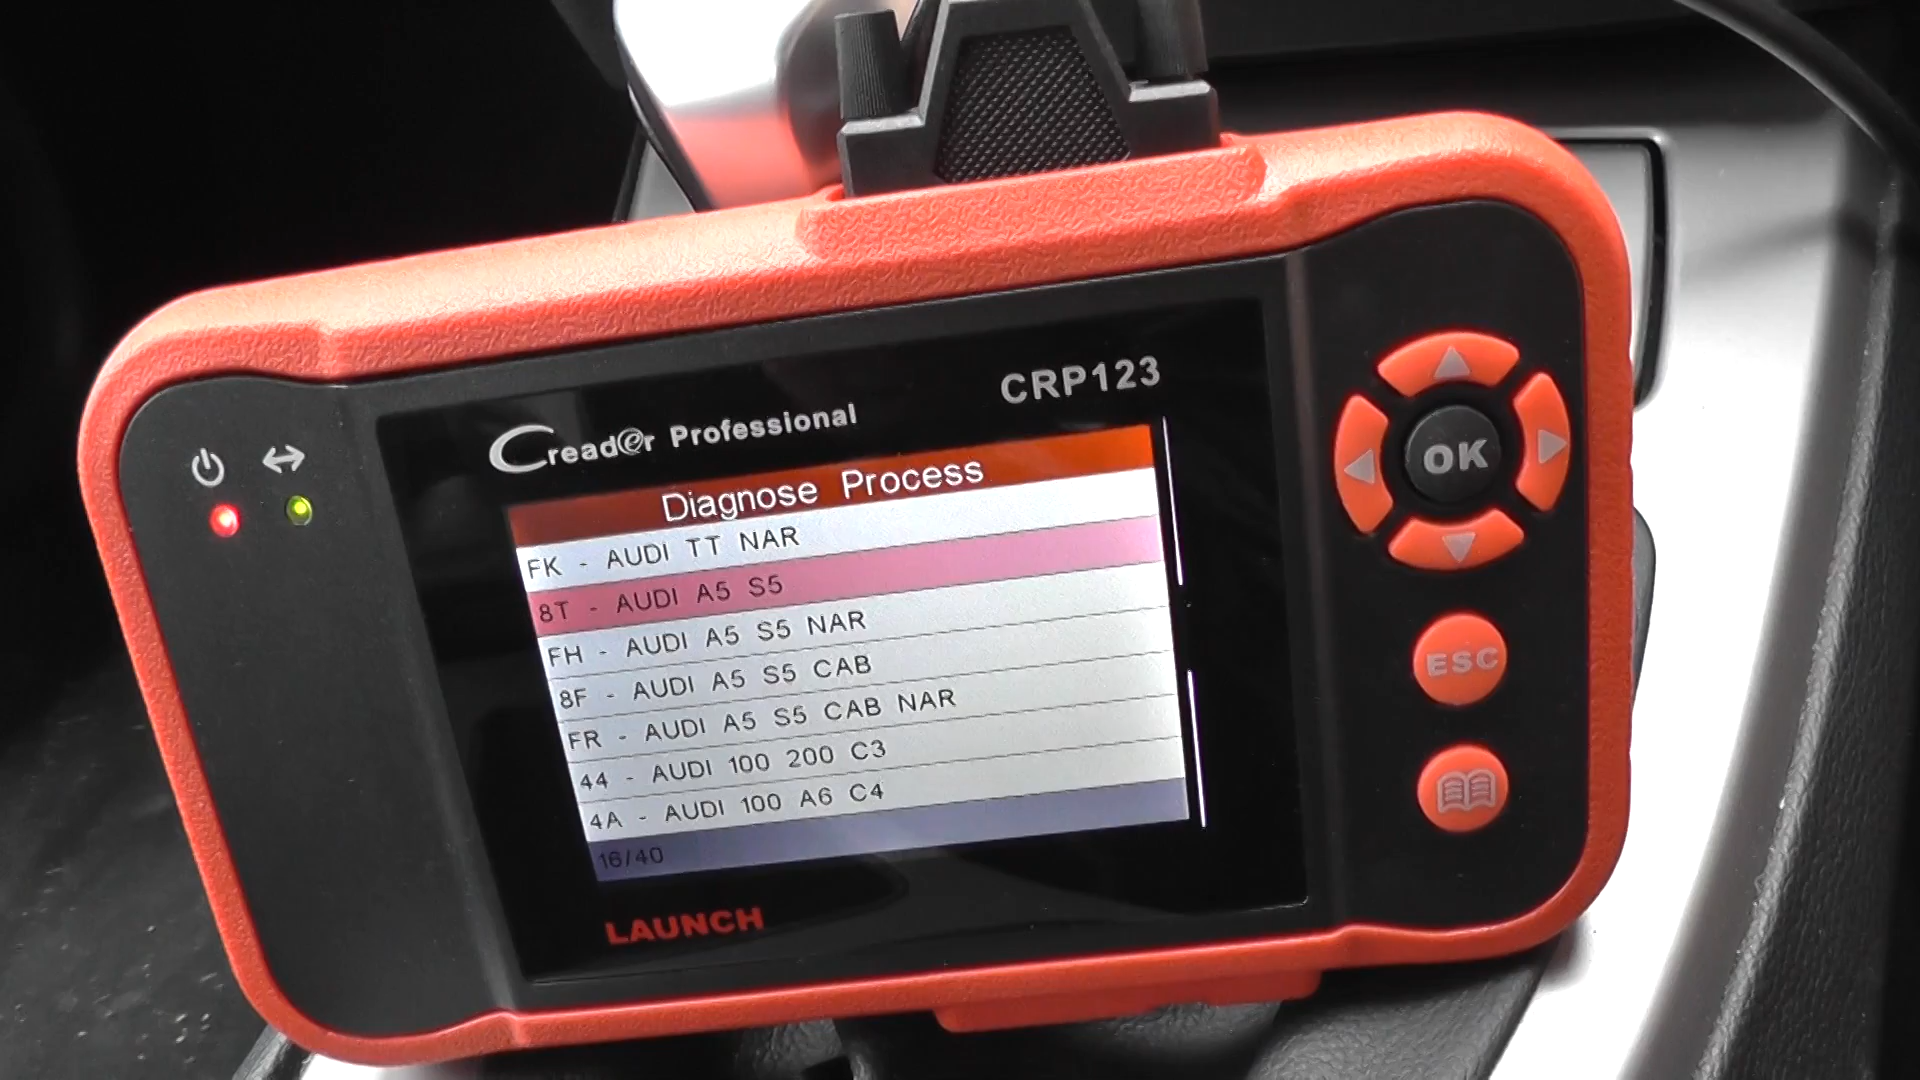 Creader Professional
CRP123
Diagnose Process
FK - AUDI TT NAR
8T - AUDI A5 S5
FH - AUDI A5 S5 NAR
8F - AUDI A5 S5 CAB
FR - AUDI A5 S5 CAB NAR
44 - AUDI 100 200 C3
4A - AUDI 100 A6 C4
16/40
LAUNCH
OK
ESC